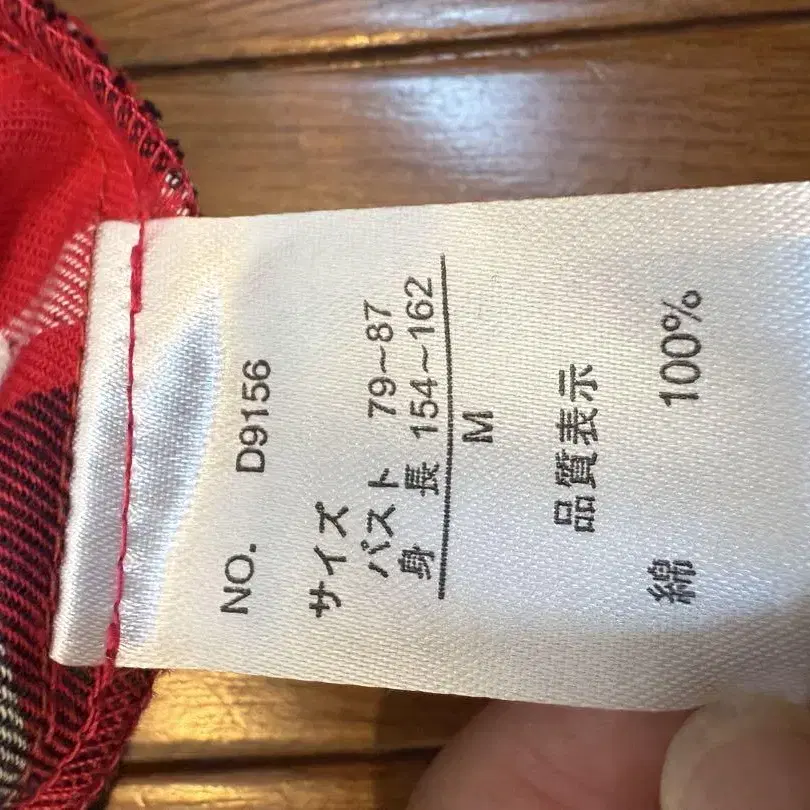 NO. D9156
サイズ
バスト 79~87
身 長 154~162
M
品質表示
綿 100%